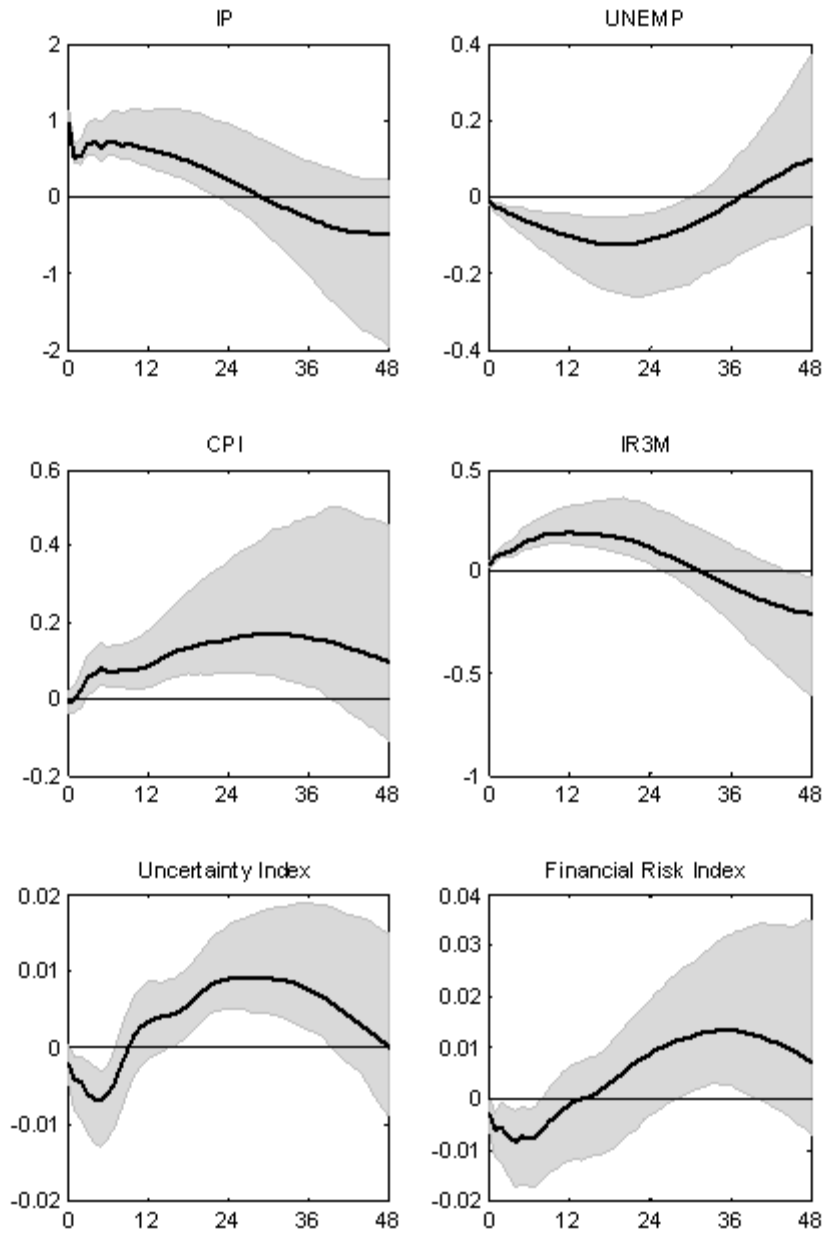 IP UNEMP
2 0.4
1 0.2
0 0
-1 -0.2
-2 -0.4
0 12 24 36 48 0 12 24 36 48
CPI IR3M
0.6 0.5
0.4
0.2 0
0 -0.5
-0.2 -1
0 12 24 36 48 0 12 24 36 48
Uncertainty Index Financial Risk Index
0.02 0.04
0.03
0.01 0.02
0 0.01
0
-0.01 -0.01
-0.02 -0.02
0 12 24 36 48 0 12 24 36 48